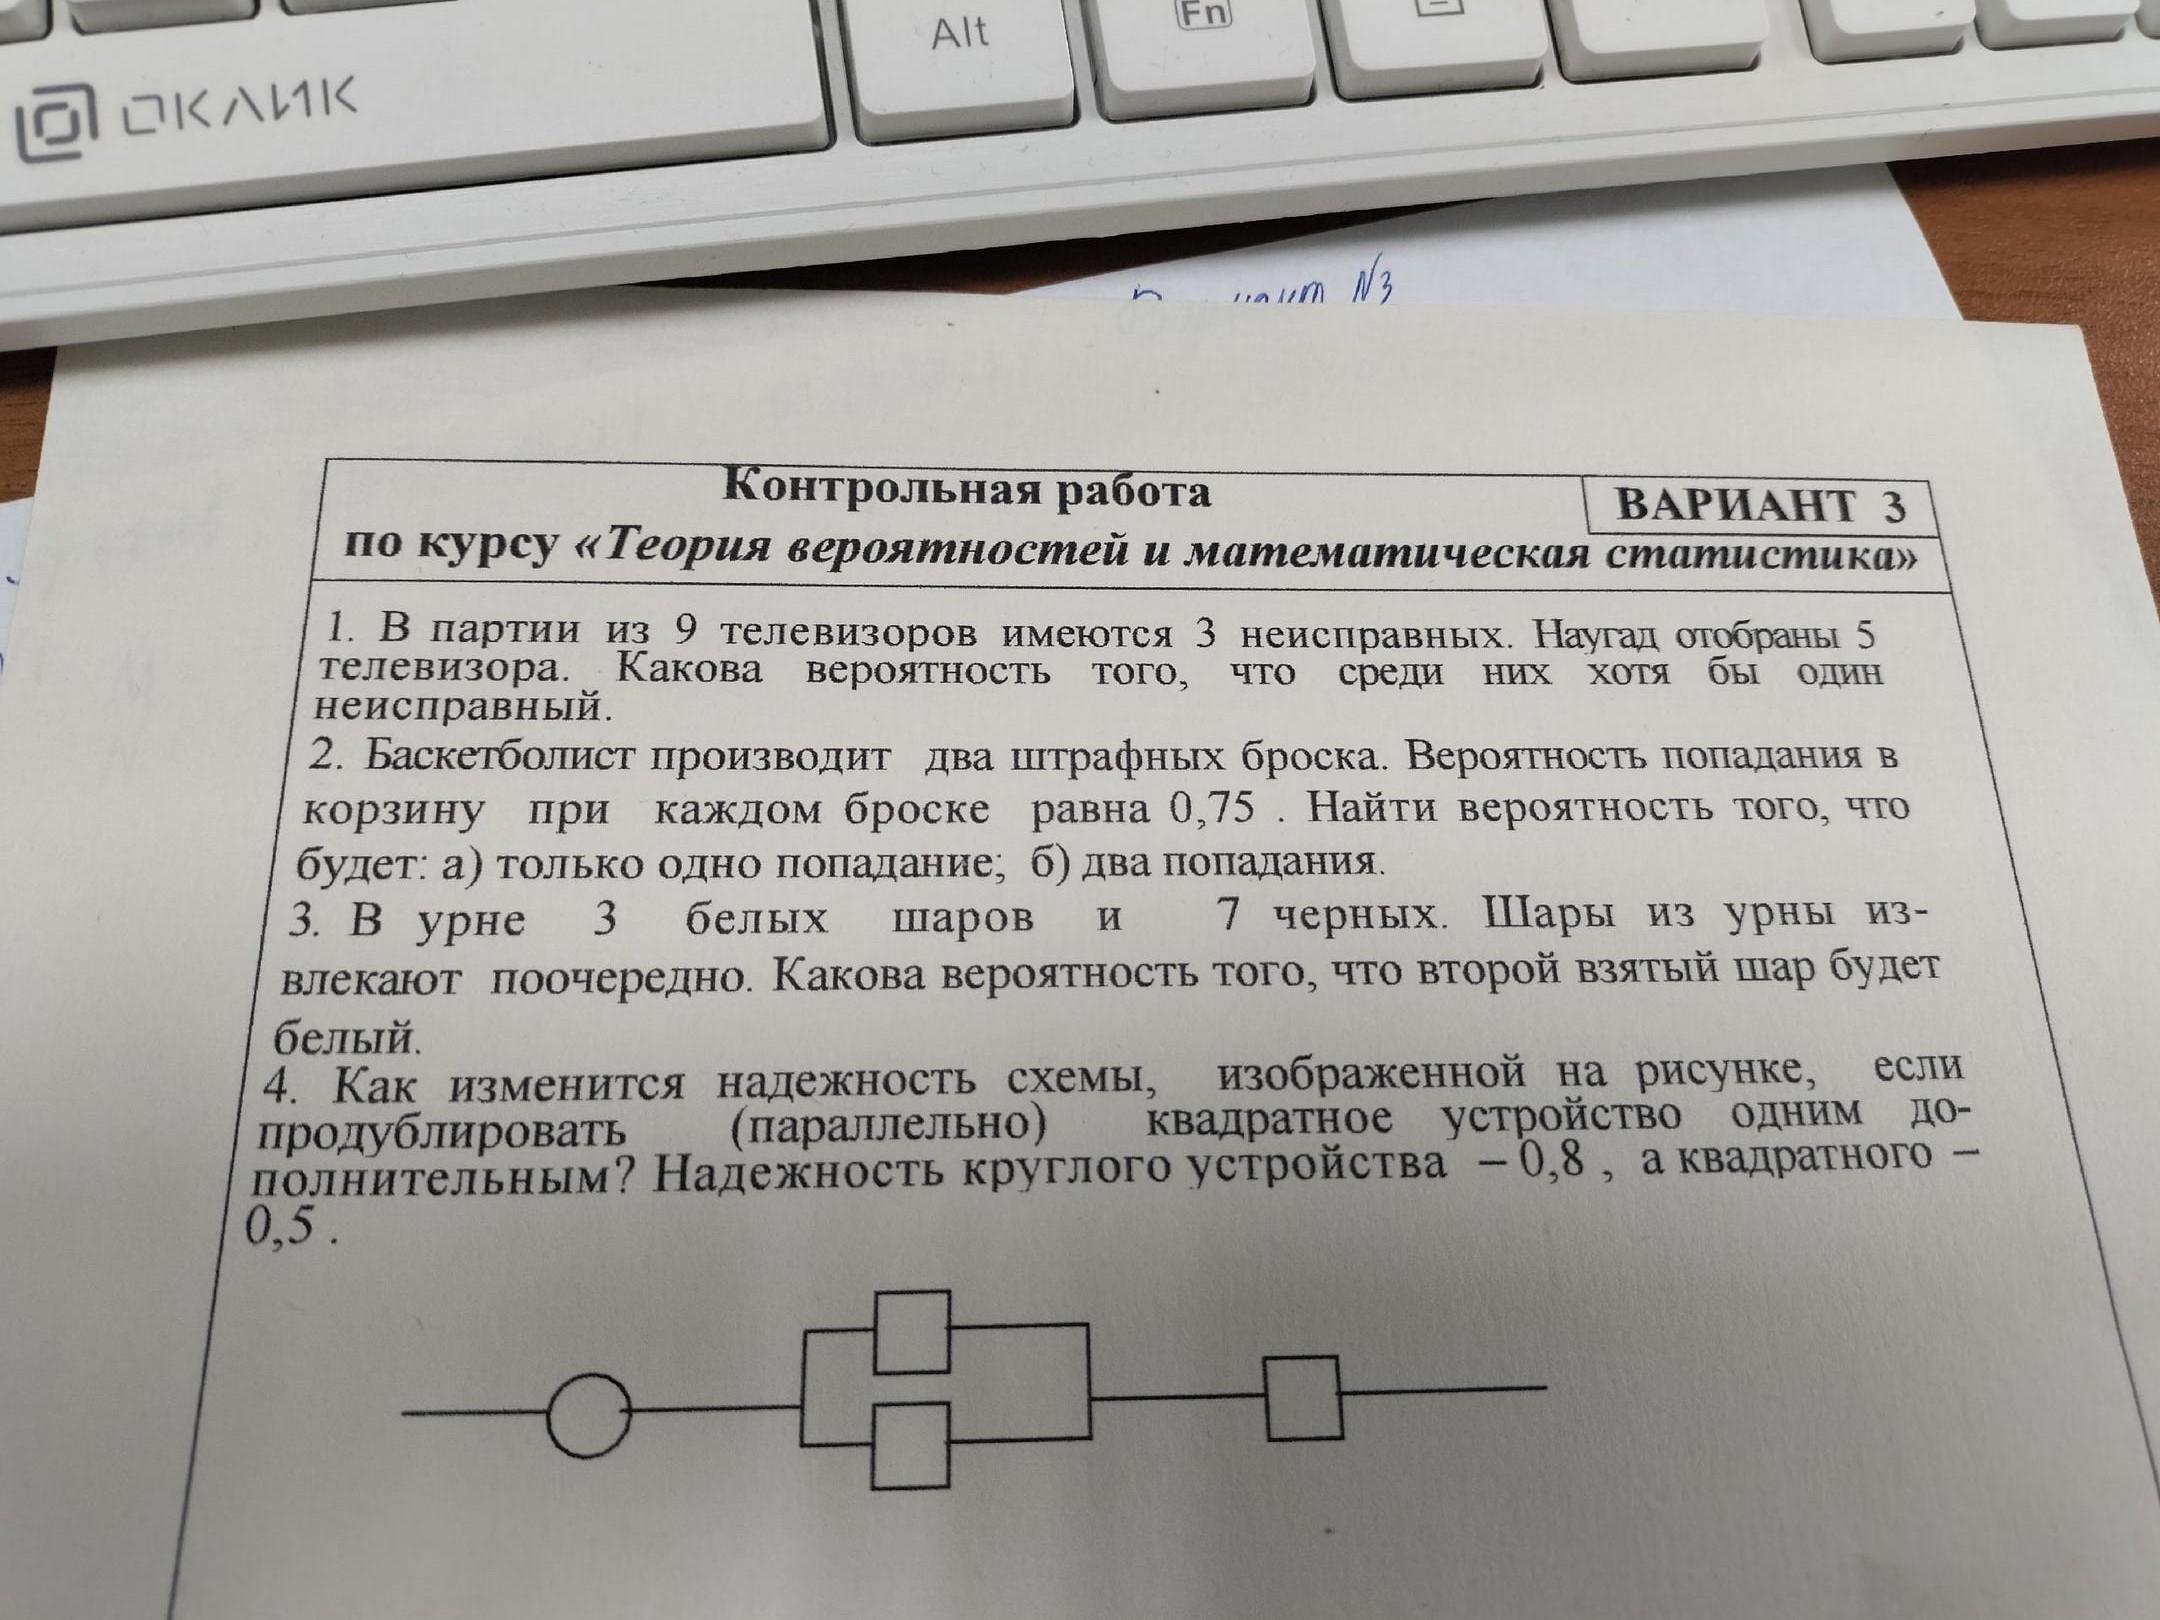 Alt
Fn
ОКЛИК
N3
Контрольная работа
ВАРИАНТ 3
по курсу «Теория вероятностей и математическая статистика»
1. В партии из 9 телевизоров имеются 3 неисправных. Наугад отобраны 5
телевизора. Какова вероятность того, что среди них хотя бы один
неисправный.
2. Баскетболист производит два штрафных броска. Вероятность попадания в
корзину при каждом броске равна 0,75 . Найти вероятность того, что
будет: а) только одно попадание; б) два попадания.
3. В урне 3 белых шаров и 7 черных. Шары из урны из-
влекают поочередно. Какова вероятность того, что второй взятый шар будет
белый.
4. Как изменится надежность схемы, изображенной на рисунке, если
продублировать (параллельно) квадратное устройство одним до-
полнительным? Надежность круглого устройства – 0,8 , а квадратного –
0,5 .